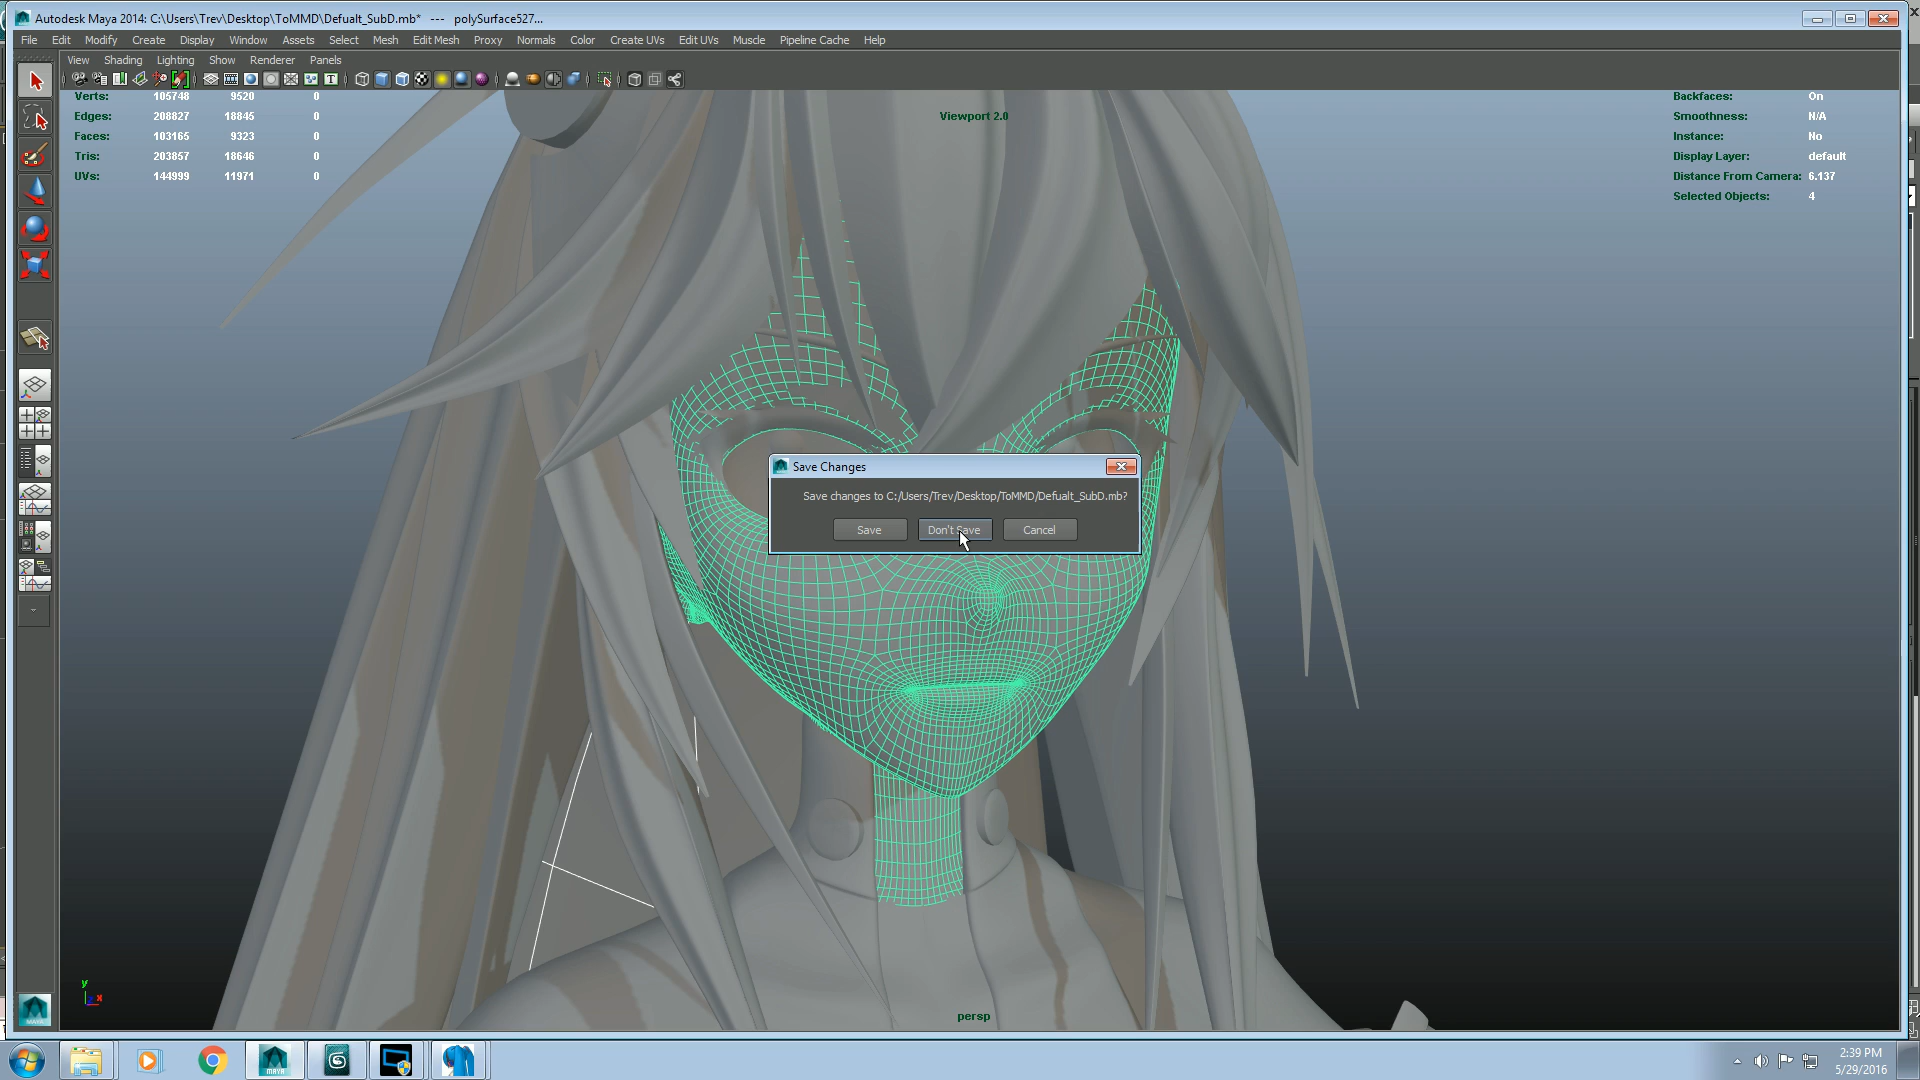 Autodesk Maya 2014: C:\Users\Trev\Desktop\ToMMD\Defualt_SubD.mb* --- polySurface527...
File Edit Modify Create Display Window Assets Select Mesh Edit Mesh Proxy Normals Color Create UVs Edit UVs Muscle Pipeline Cache Help
View Shading Lighting Show Renderer Panels
Verts: 105748 9520 0
Edges: 208827 18845 0
Faces: 103165 9323 0
Tris: 203857 18646 0
UVs: 144999 11971 0
Viewport 2.0
Backfaces: On
Smoothness: N/A
Instance: No
Display Layer: default
Distance From Camera: 6.137
Selected Objects: 4
Save Changes
Save changes to C:/Users/Trev/Desktop/ToMMD/Defualt_SubD.mb?
Save Don't Save Cancel
y
x
persp
MAYA
MAYA
2:39 PM
5/29/2016